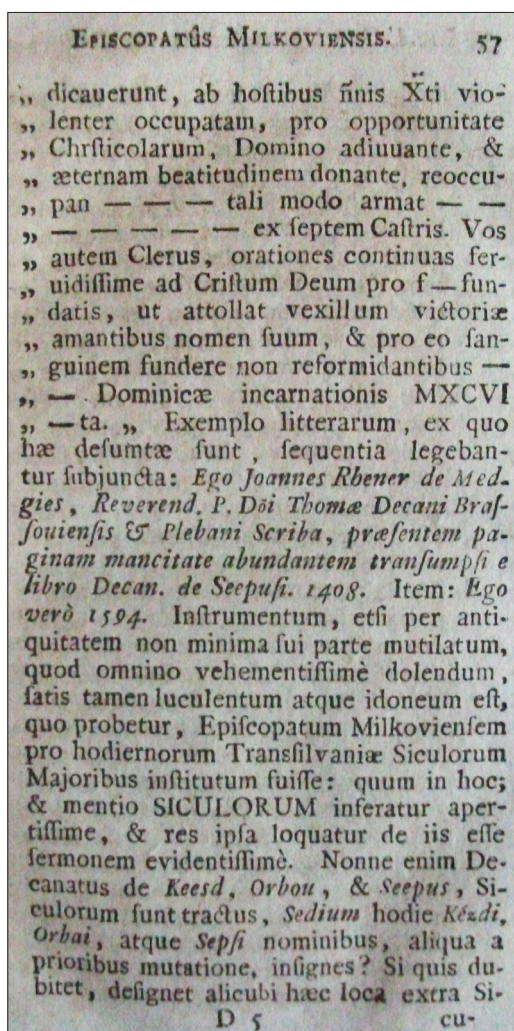 EPISCOPATÛS MILKOVIENSIS. 57
„ dicauerunt, ab hoſtibus ñnis Ẍti vio-
„ lenter occupatam, pro opportunitate
„ Chrſticolarum, Domino adiuuante, &
„ æternam beatitudinem donante, reoccu-
„ pan — — — tali modo armat — —
„ — — — — — ex ſeptem Caſtris. Vos
„ autem Clerus, orationes continuas fer-
„ uidiſſime ad Criſtum Deum pro f—fun-
„ datis, ut attollat vexillum victoriæ
„ amantibus nomen ſuum, & pro eo ſan-
„ guinem fundere non reformidantibus —
„ — Dominicæ incarnationis MXCVI
„ —ta. „ Exemplo litterarum, ex quo
hæ deſumtæ ſunt, ſequentia legeban-
tur ſubjuncta: Ego Joannes Rhener de Med-
gies, Reverend. P. Dōi Thomæ Decani Braſ-
ſouienſis & Plebani Scriba, præſentem pa-
ginam mancitate abundantem tranſumpſi e
libro Decan. de Seepuſi. 1408. Item: Ego
verò 1594. Inſtrumentum, etſi per anti-
quitatem non minima ſui parte mutilatum,
quod omnino vehementiſſimè dolendum,
ſatis tamen luculentum atque idoneum eſt,
quo probetur, Epiſcopatum Milkovienſem
pro hodiernorum Tranſilvaniæ Siculorum
Majoribus inſtitutum fuiſſe: quum in hoc;
& mentio SICULORUM inferatur aper-
tiſſime, & res ipſa loquatur de iis eſſe
ſermonem evidentiſſimè. Nonne enim De-
canatus de Keesd, Orbou, & Seepus, Si-
culorum ſunt tractus, Sedium hodie Kézdi,
Orbai, atque Sepſi nominibus, aliqua a
prioribus mutatione, inſignes? Si quis du-
bitet, deſignet alicubi hæc loca extra Si-
D 5 cu-